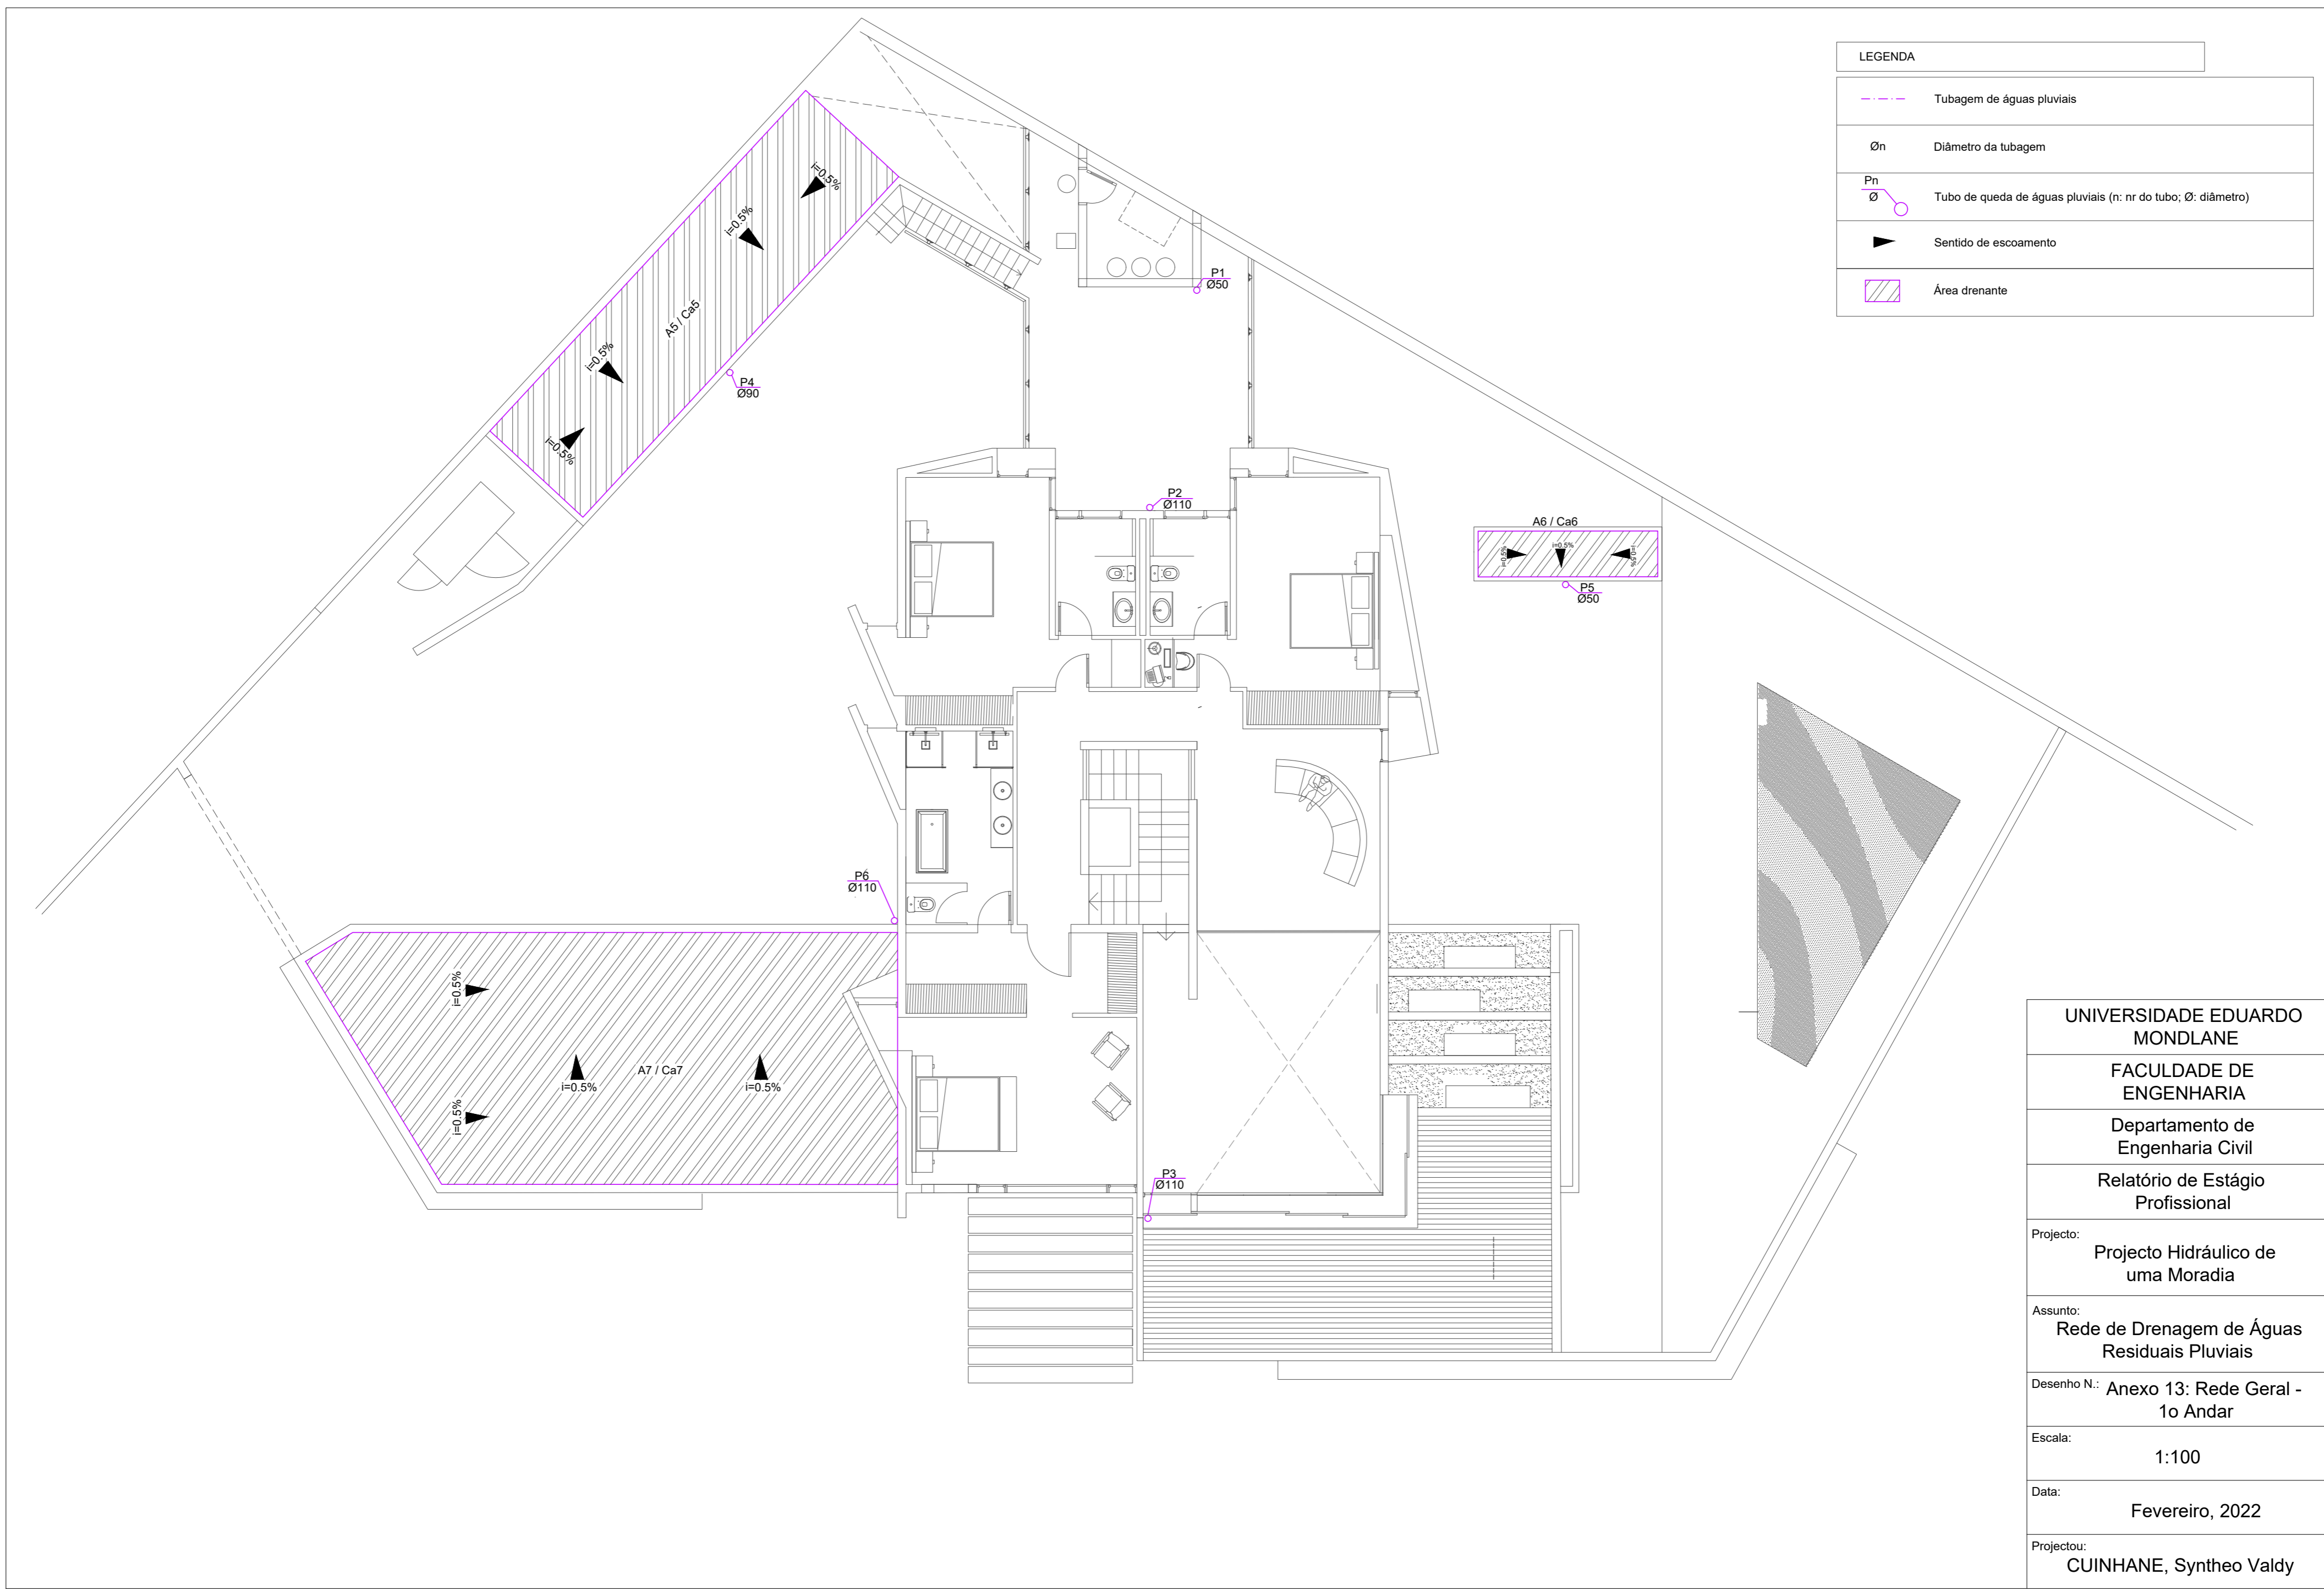 LEGENDA
Tubagem de águas pluviais
Øn
Diâmetro da tubagem
Pn
Ø
Tubo de queda de águas pluviais (n: nr do tubo; Ø: diâmetro)
Sentido de escoamento
Área drenante
i=0.5%
i=0.5%
A5 / Ca5
i=0.5%
i=0.5%
P4
Ø90
P1
Ø50
P2
Ø110
A6 / Ca6
i=0.5%
i=0.5%
i=0.5%
P5
Ø50
P6
Ø110
i=0.5%
A7 / Ca7
i=0.5%
i=0.5%
i=0.5%
P3
Ø110
UNIVERSIDADE EDUARDO
MONDLANE
FACULDADE DE
ENGENHARIA
Departamento de
Engenharia Civil
Relatório de Estágio
Profissional
Projecto:
Projecto Hidráulico de
uma Moradia
Assunto:
Rede de Drenagem de Águas
Residuais Pluviais
Desenho N.: Anexo 13: Rede Geral -
1o Andar
Escala:
1:100
Data:
Fevereiro, 2022
Projectou:
CUINHANE, Syntheo Valdy